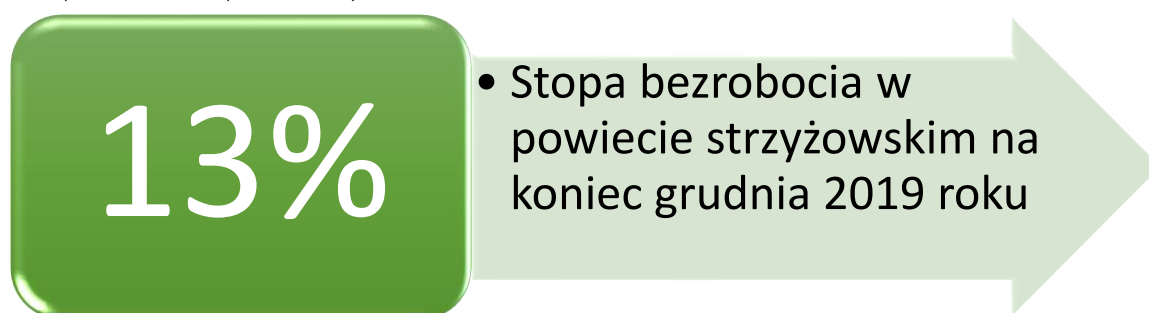 13%
• Stopa bezrobocia w
powiecie strzyżowskim na
koniec grudnia 2019 roku